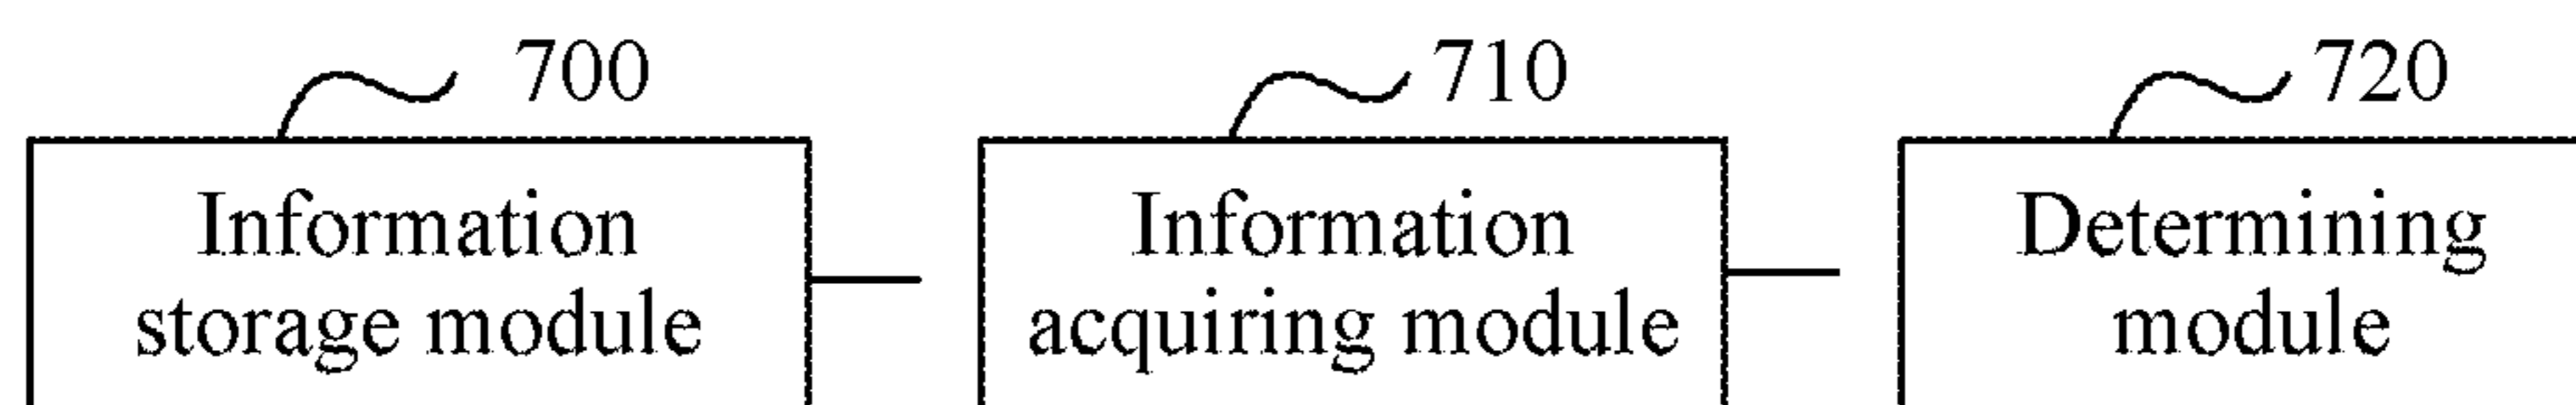 700 710 720
Information Information Determining
storage module acquiring module module